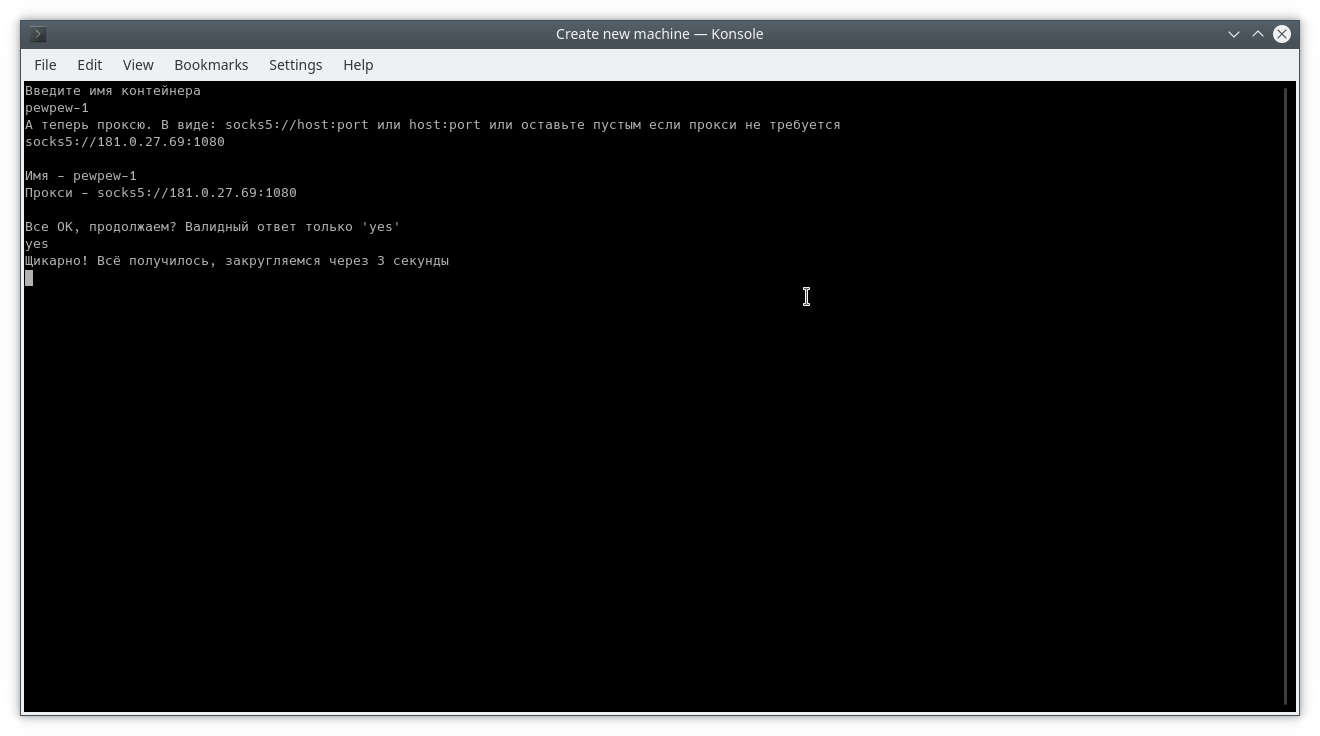 Create new machine — Konsole
File Edit View Bookmarks Settings Help
Введите имя контейнера
pewpew-1
А теперь проксю. В виде: socks5://host:port или host:port или оставьте пустым если прокси не требуется
socks5://181.0.27.69:1080
Имя - pewpew-1
Прокси - socks5://181.0.27.69:1080
Все ОК, продолжаем? Валидный ответ только 'yes'
yes
Щикарно! Всё получилось, закругляемся через 3 секунды